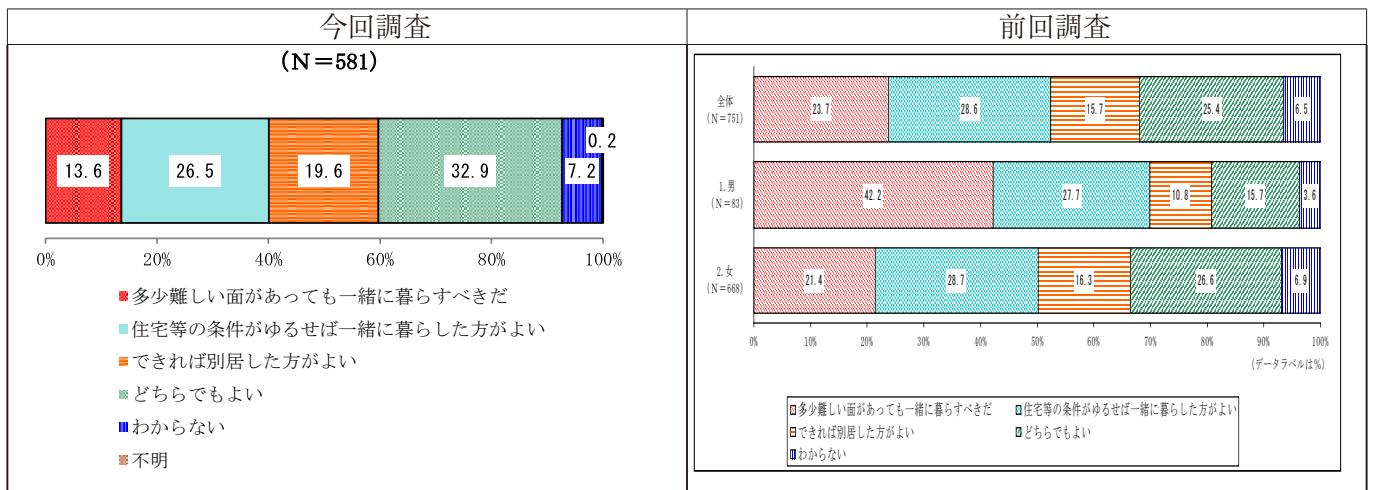 今回調査
前回調査
(N＝581)
13.6
26.5
19.6
32.9
7.2
0.2
0%
20%
40%
60%
80%
100%
多少難しい面があっても一緒に暮らすべきだ
住宅等の条件がゆるせば一緒に暮らした方がよい
できれば別居した方がよい
どちらでもよい
わからない
不明
全体
(N＝751)
23.7
28.6
15.7
25.4
6.5
1.男
(N＝83)
42.2
27.7
10.8
15.7
3.6
2.女
(N＝668)
21.4
28.7
16.3
26.6
6.9
0%
10%
20%
30%
40%
50%
60%
70%
80%
90%
100%
(データラベルは%)
多少難しい面があっても一緒に暮らすべきだ
住宅等の条件がゆるせば一緒に暮らした方がよい
できれば別居した方がよい
どちらでもよい
わからない